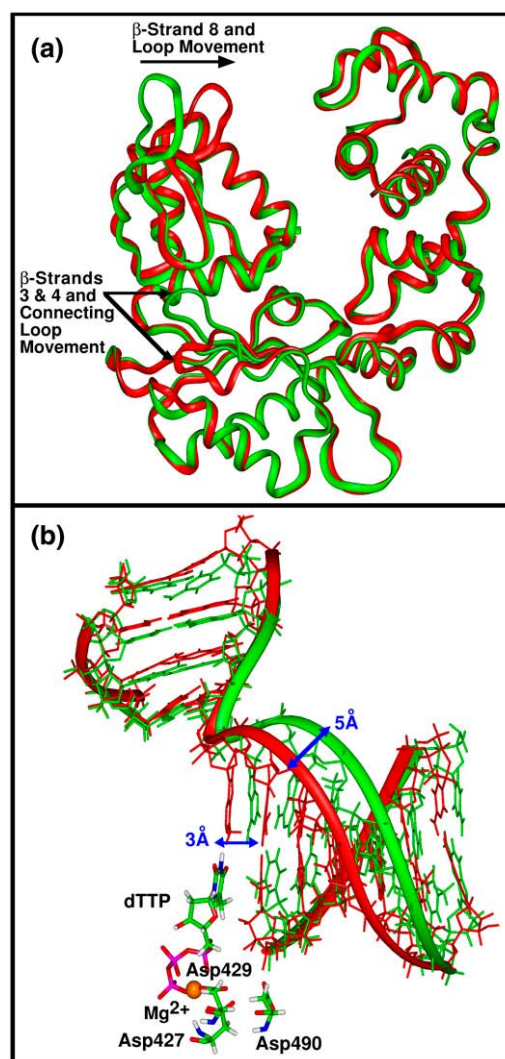 (a)
β-Strand 8 and
Loop Movement
β-Strands
3 & 4 and
Connecting
Loop
Movement
(b)
5Å
3Å
dTTP
Asp429
Mg2+
Asp427
Asp490